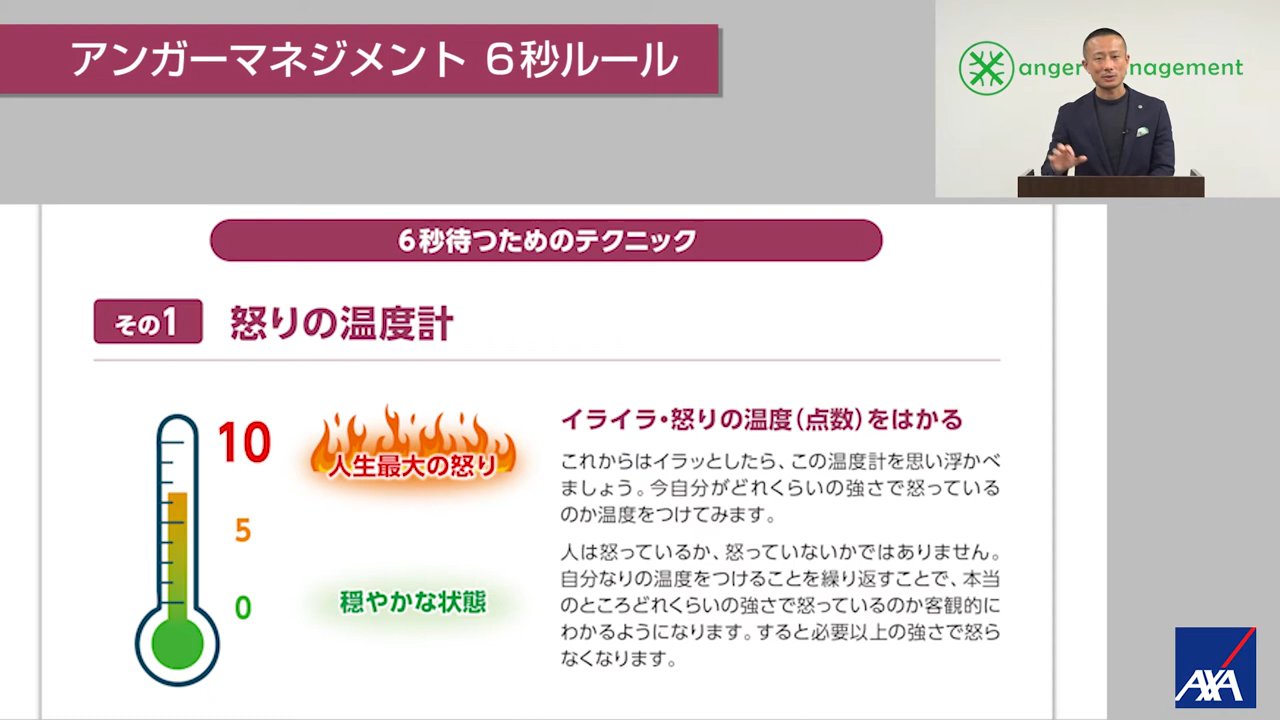 アンガーマネジメント 6秒ルール
anger nagement
6秒待つためのテクニック
その1 怒りの温度計
10
5
0
人生最大の怒り
穏やかな状態
イライラ・怒りの温度（点数）をはかる
これからはイラッとしたら、この温度計を思い浮かべ
ましょう。今自分がどれくらいの強さで怒っている
のか温度をつけてみます。
人は怒っているか、怒っていないかではありません。
自分なりの温度をつけることを繰り返すことで、本当
のところどれくらいの強さで怒っているのか客観的に
わかるようになります。すると必要以上の強さで怒ら
なくなります。
AXA